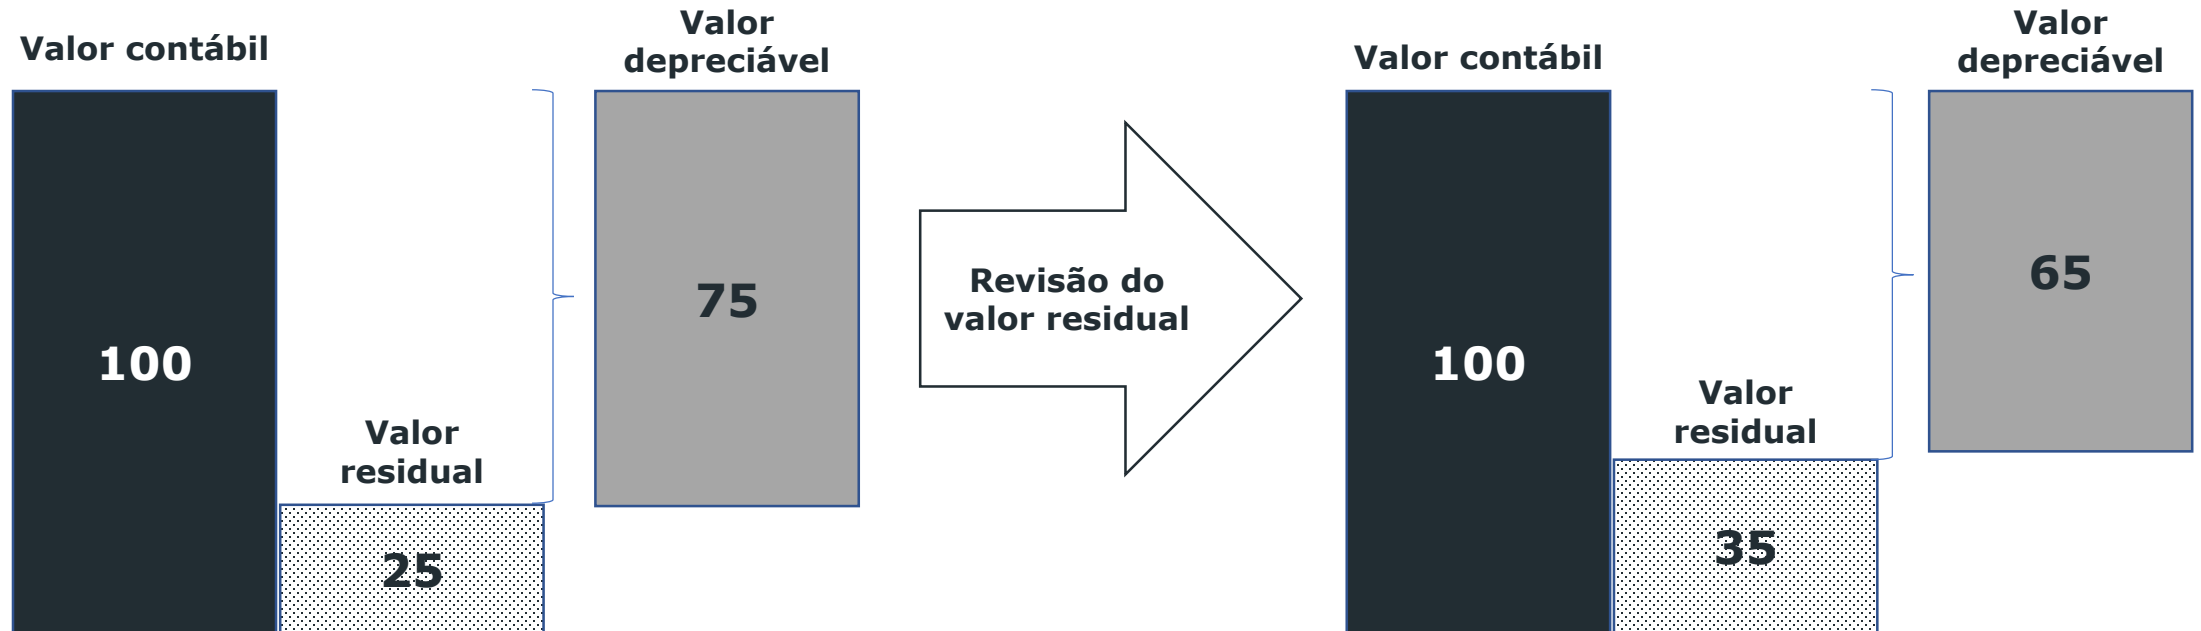 Valor contábil
100
Valor
residual
25
Valor
depreciável
75
Revisão do
valor residual
Valor contábil
100
Valor
residual
35
Valor
depreciável
65